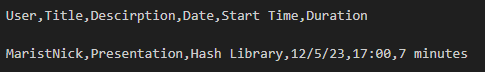 User,Title,Descirption,Date,Start Time,Duration
MaristNick,Presentation,Hash Library,12/5/23,17:00,7 minutes